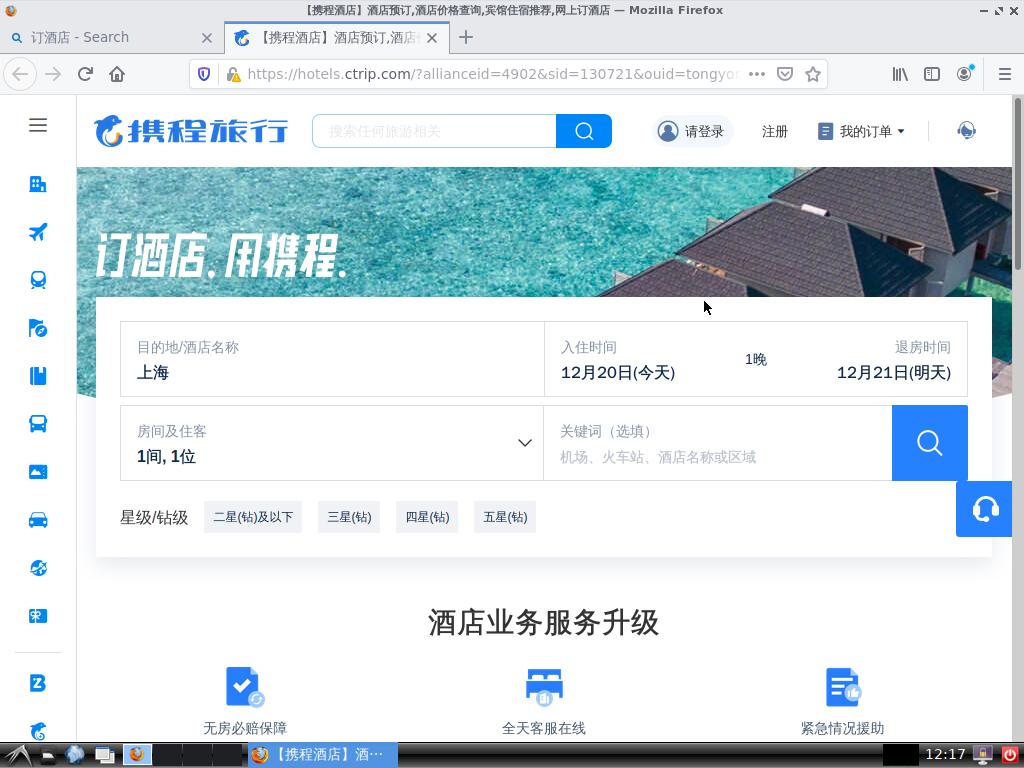 【携程酒店】酒店预订,酒店价格查询,宾馆住宿推荐,网上订酒店 — Mozilla Firefox
订酒店 - Search
【携程酒店】酒店预订,酒店
https://hotels.ctrip.com/?allianceid=4902&sid=130721&ouid=tongyon
携程旅行
搜索任何旅游相关
请登录
注册
我的订单
订酒店,用携程.
目的地/酒店名称
上海
入住时间
12月20日(今天)
1晚
退房时间
12月21日(明天)
房间及住客
1间, 1位
关键词（选填）
机场、火车站、酒店名称或区域
星级/钻级
二星(钻)及以下
三星(钻)
四星(钻)
五星(钻)
酒店业务服务升级
无房必赔保障
全天客服在线
紧急情况援助
【携程酒店】酒···
12:17